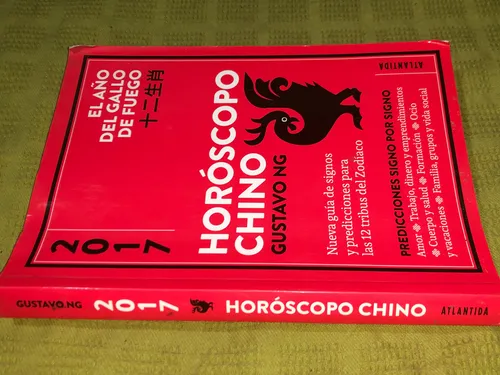 EL AÑO
DEL GALLO
DE FUEGO
十二生肖
2017
HORÓSCOPO
CHINO
GUSTAVO NG
Nueva guía de signos
y predicciones para
las 12 tribus del Zodíaco
ATLANTIDA
PREDICCIONES SIGNO POR SIGNO
Amor Trabajo, dinero y emprendimientos
Cuerpo y salud Formación Ocio
y vacaciones Familia, grupos y vida social
GUSTAVO NG 2017 HORÓSCOPO CHINO ATLANTIDA